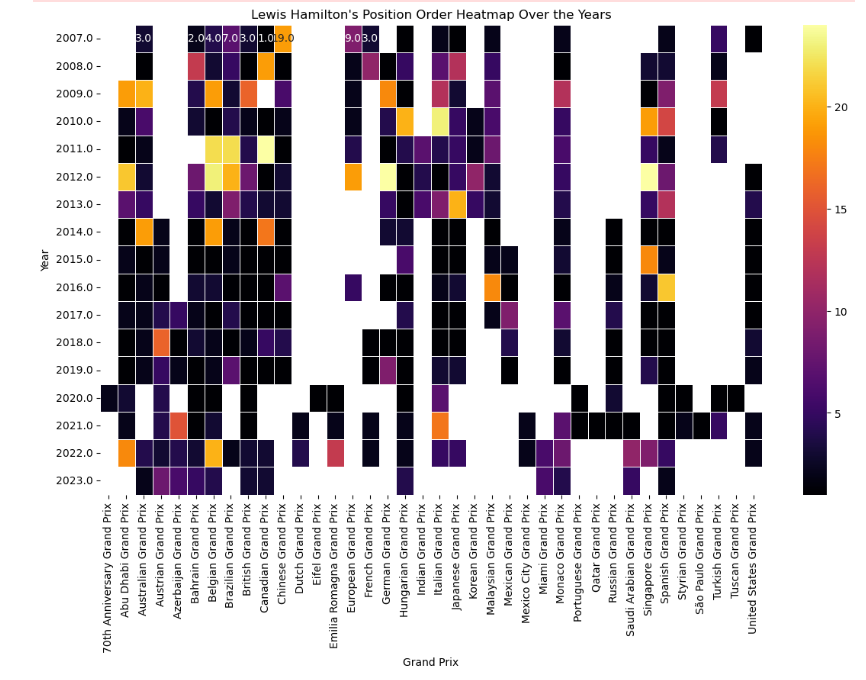 Lewis Hamilton's Position Order Heatmap Over the Years
2007.0
3.0 2.0 4.0 7.0 3.0 1.0 19.0 9.0 3.0
2008.0
2009.0
2010.0
2011.0
2012.0
2013.0
2014.0
2015.0
2016.0
2017.0
2018.0
2019.0
2020.0
2021.0
2022.0
2023.0
Year
20
15
10
5
70th Anniversary Grand Prix
Abu Dhabi Grand Prix
Australian Grand Prix
Austrian Grand Prix
Azerbaijan Grand Prix
Bahrain Grand Prix
Belgian Grand Prix
Brazilian Grand Prix
British Grand Prix
Canadian Grand Prix
Chinese Grand Prix
Dutch Grand Prix
Eifel Grand Prix
Emilia Romagna Grand Prix
European Grand Prix
French Grand Prix
German Grand Prix
Hungarian Grand Prix
Indian Grand Prix
Italian Grand Prix
Japanese Grand Prix
Korean Grand Prix
Malaysian Grand Prix
Mexican Grand Prix
Mexico City Grand Prix
Miami Grand Prix
Monaco Grand Prix
Portuguese Grand Prix
Qatar Grand Prix
Russian Grand Prix
Saudi Arabian Grand Prix
Singapore Grand Prix
Spanish Grand Prix
Styrian Grand Prix
São Paulo Grand Prix
Turkish Grand Prix
Tuscan Grand Prix
United States Grand Prix
Grand Prix